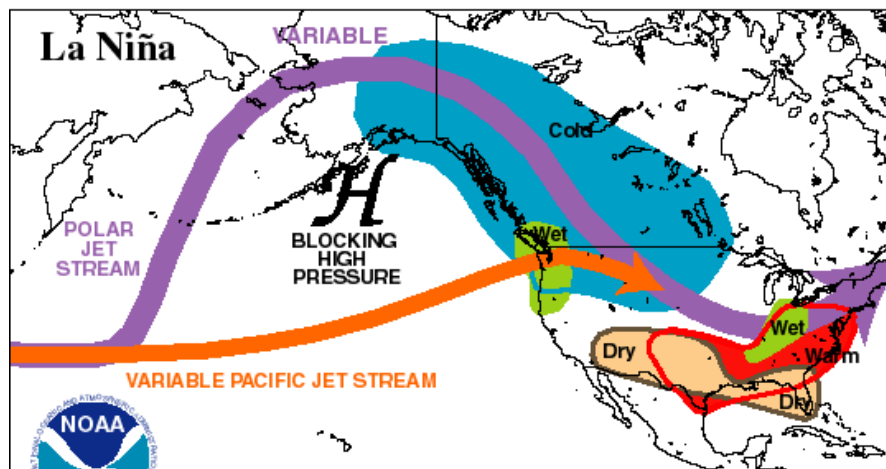 La Niña
VARIABLE
Cold
H
POLAR
JET
STREAM
BLOCKING
HIGH
PRESSURE
Wet
VARIABLE PACIFIC JET STREAM
Dry
Wet
Warm
Dry
NOAA